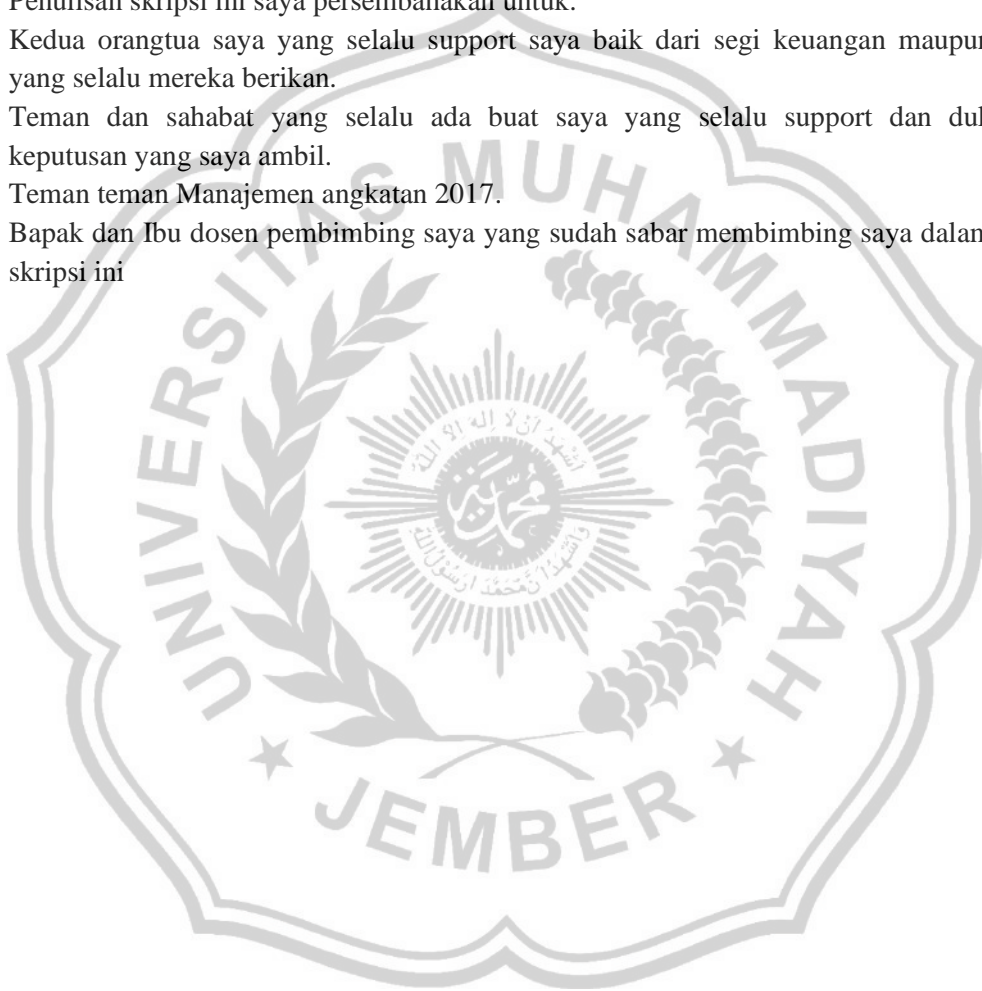 Penulisan skripsi ini saya persembahakan untuk:
Kedua orangtua saya yang selalu support saya baik dari segi keuangan maupun
yang selalu mereka berikan.
Teman dan sahabat yang selalu ada buat saya yang selalu support dan
keputusan yang saya ambil.
Teman teman Manajemen angkatan 2017.
Bapak dan Ibu dosen pembimbing saya yang sudah sabar membimbing saya dalam
skripsi ini
UNIVERSITAS MUHAMMADIYAH
JEMBER